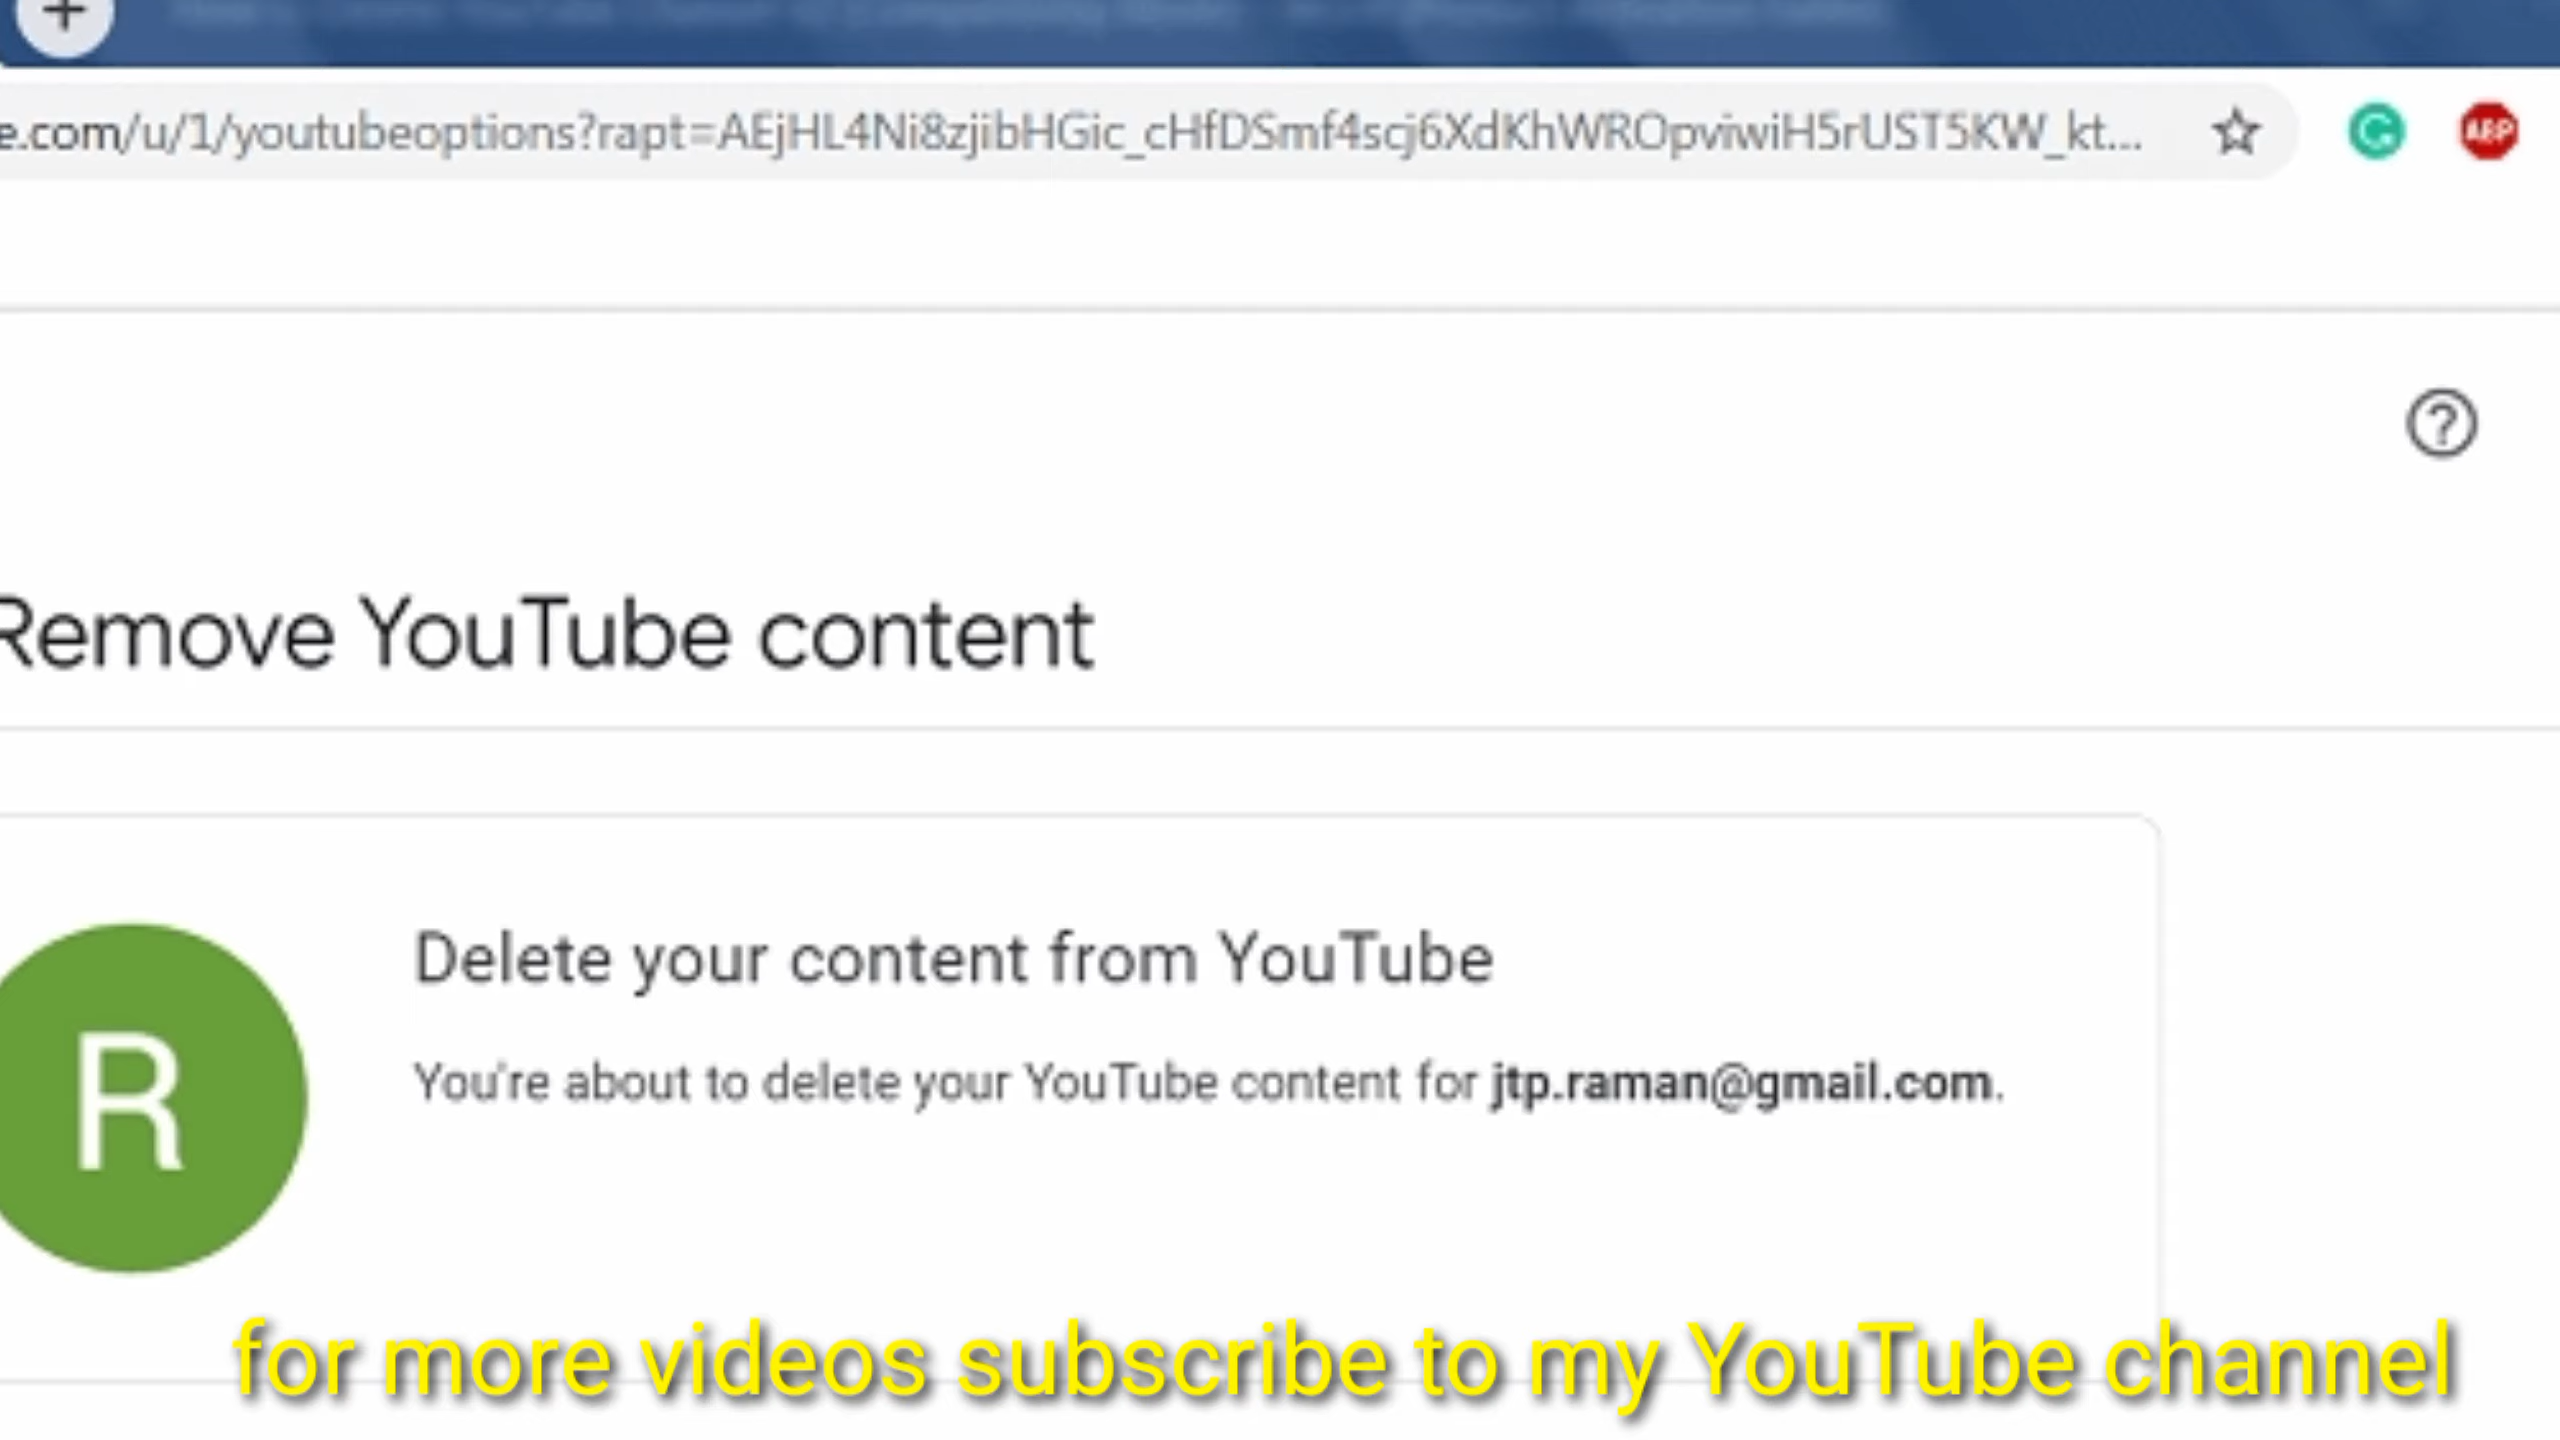 e.com/u/1/youtubeoptions?rapt=AEjHL4Ni8zjibHGic_cHfDSmf4scj6XdKhWROpviwiH5rUST5KW_kt...
ABP
Remove YouTube content
R
Delete your content from YouTube
You're about to delete your YouTube content for jtp.raman@gmail.com.
for more videos subscribe to my YouTube channel